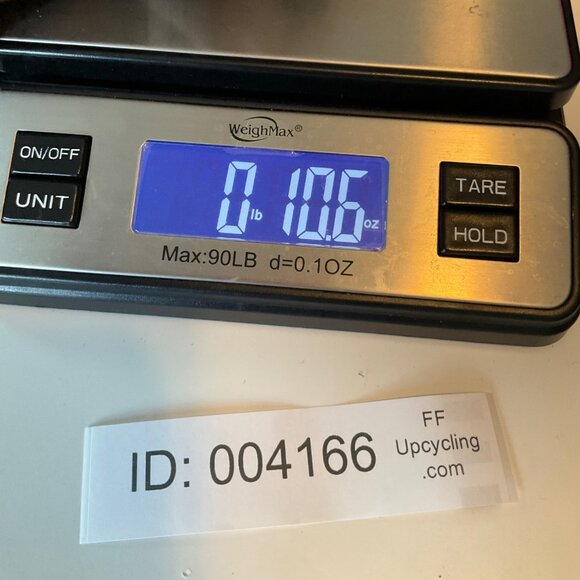 WeighMax®
ON/OFF
UNIT
0 lb 10.6 oz
TARE
HOLD
Max:90LB d=0.1OZ
ID: 004166
FF
Upcycling
.com